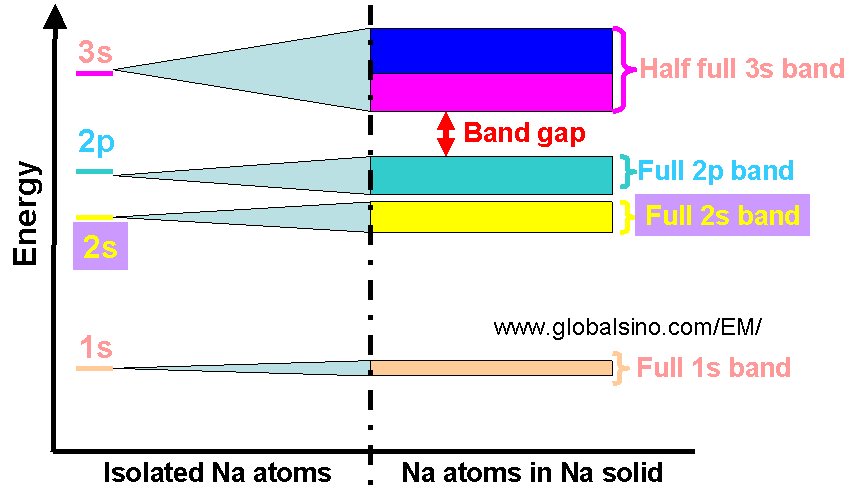 3s
Half full 3s band
Band gap
2p
Full 2p band
Energy
2s
Full 2s band
www.globalsino.com/EM/
1s
Full 1s band
Isolated Na atoms
Na atoms in Na solid